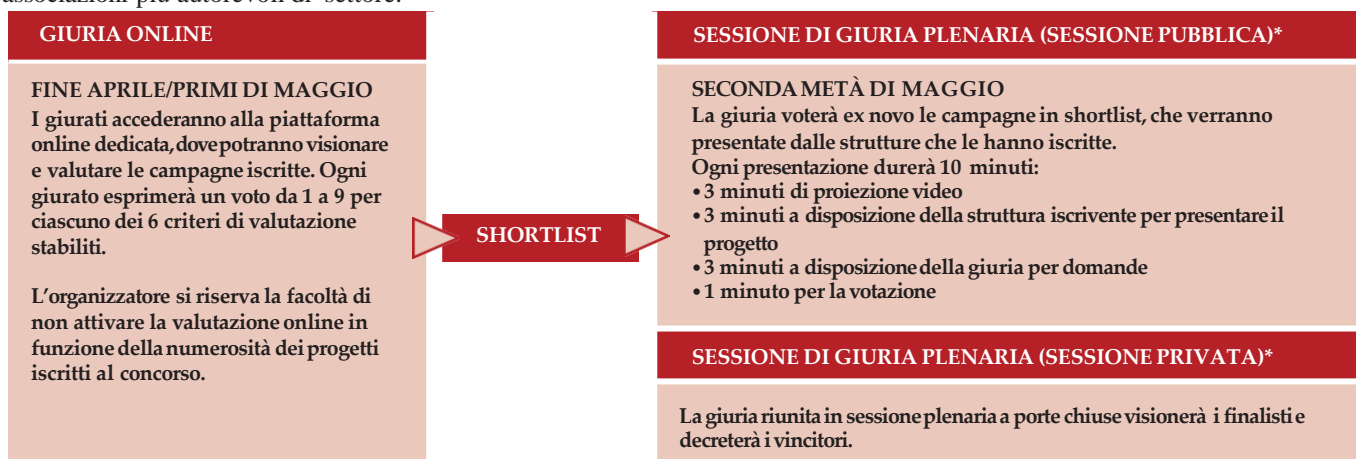 associazioni più autorevoli di settore.
GIURIA ONLINE
FINE APRILE/PRIMI DI MAGGIO
I giurati accederanno alla piattaforma
online dedicata, dove potranno visionare
e valutare le campagne iscritte. Ogni
giurato esprimerà un voto da 1 a 9 per
ciascuno dei 6 criteri di valutazione
stabiliti.
L'organizzatore si riserva la facoltà di
non attivare la valutazione online in
funzione della numerosità dei progetti
iscritti al concorso.
SHORTLIST
SESSIONE DI GIURIA PLENARIA (SESSIONE PUBBLICA)*
SECONDA METÀ DI MAGGIO
La giuria voterà ex novo le campagne in shortlist, che verranno
presentate dalle strutture che le hanno iscritte.
Ogni presentazione durerà 10 minuti:
• 3 minuti di proiezione video
• 3 minuti a disposizione della struttura iscrivente per presentare il
progetto
• 3 minuti a disposizione della giuria per domande
• 1 minuto per la votazione
SESSIONE DI GIURIA PLENARIA (SESSIONE PRIVATA)*
La giuria riunita in sessione plenaria a porte chiuse visionerà i finalisti e
decreterà i vincitori.